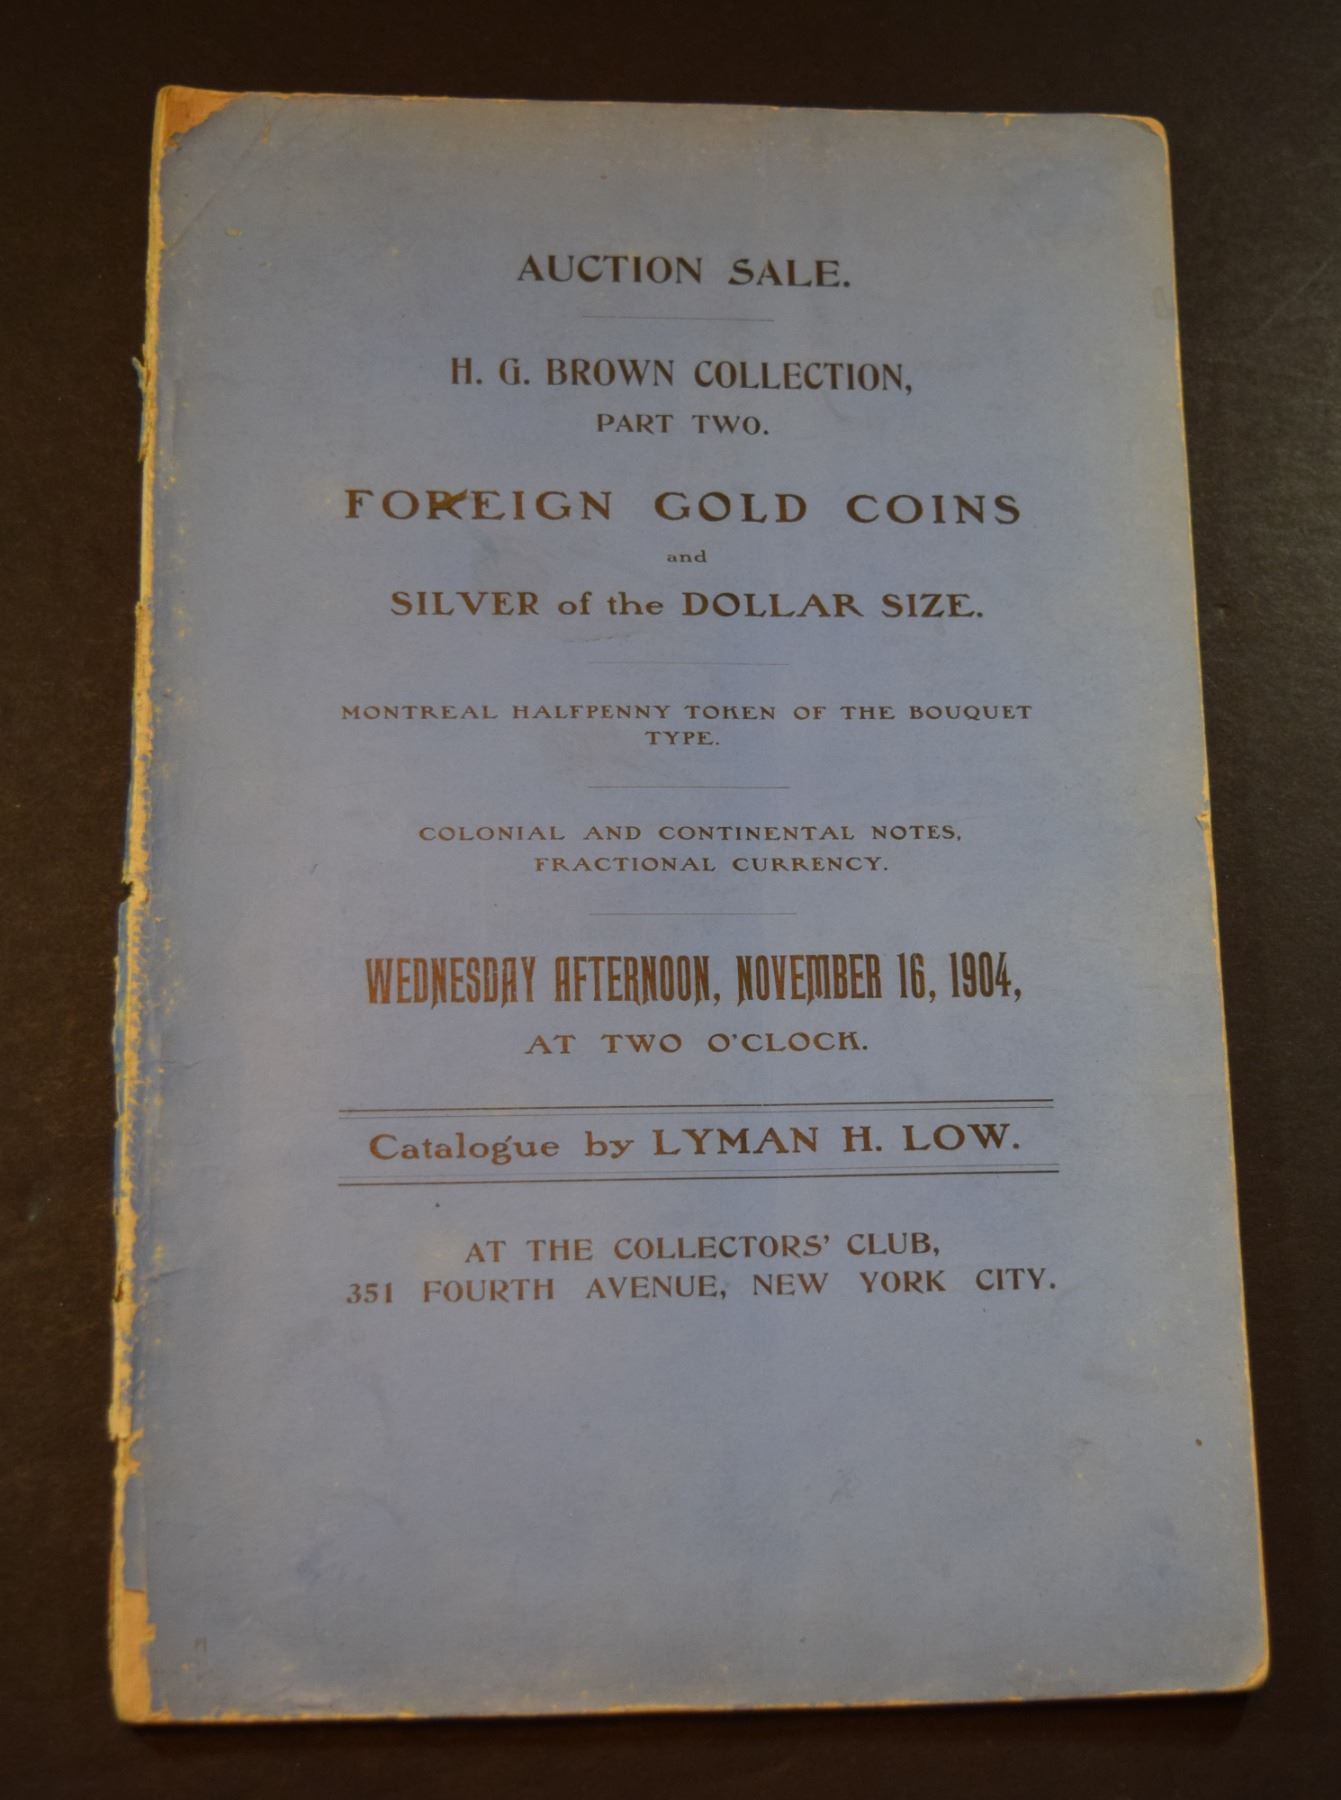 AUCTION SALE.
H. G. BROWN COLLECTION,
PART TWO.
FOREIGN GOLD COINS
and
SILVER of the DOLLAR SIZE.
MONTREAL HALFPENNY TOKEN OF THE BOUQUET
TYPE.
COLONIAL AND CONTINENTAL NOTES,
FRACTIONAL CURRENCY.
WEDNESDAY AFTERNOON, NOVEMBER 16, 1904,
AT TWO O'CLOCK.
Catalogue by LYMAN H. LOW.
AT THE COLLECTORS' CLUB,
351 FOURTH AVENUE, NEW YORK CITY.